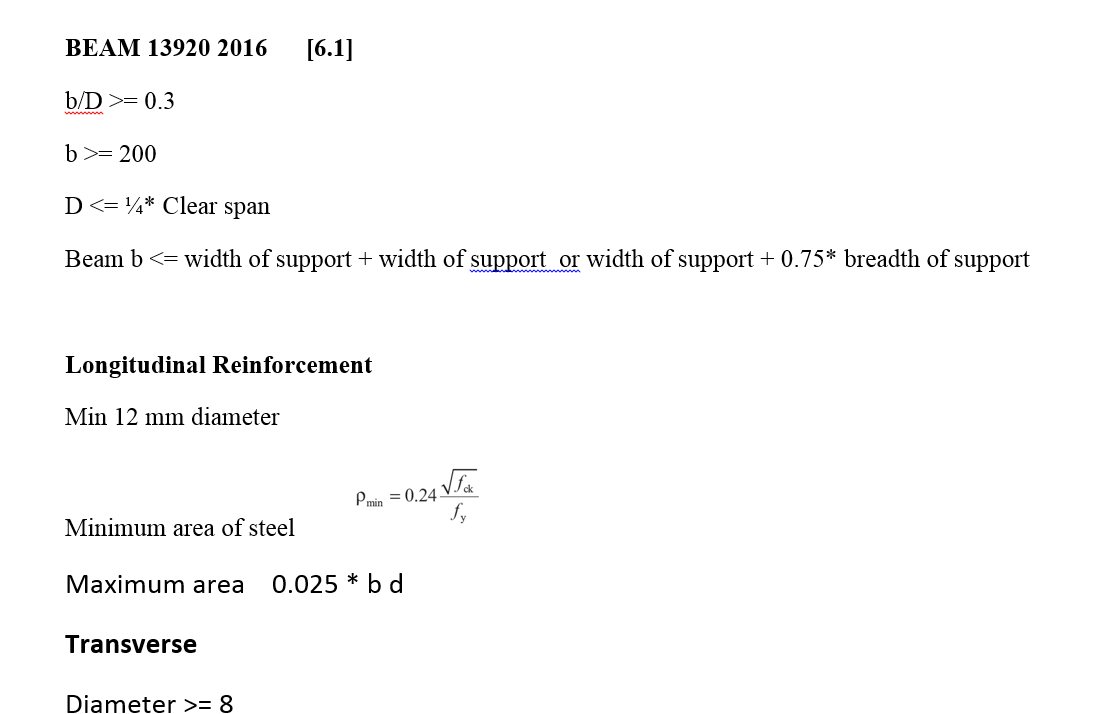 BEAM 13920 2016 [6.1]
b/D >= 0.3
b >= 200
D <= ¼* Clear span
Beam b <= width of support + width of support or width of support + 0.75* breadth of support
Longitudinal Reinforcement
Min 12 mm diameter
Minimum area of steel ρmin = 0.24 √fck / fy
Maximum area 0.025 * b d
Transverse
Diameter >= 8